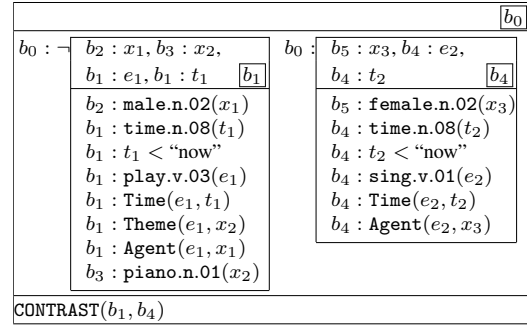 b₀
b₀ : ¬ b₂ : x₁, b₃ : x₂, b₀ : b₅ : x₃, b₄ : e₂,
b₁ : e₁, b₁ : t₁ b₁ b₄ : t₂ b₄
b₂ : male.n.02(x₁) b₅ : female.n.02(x₃)
b₁ : time.n.08(t₁) b₄ : time.n.08(t₂)
b₁ : t₁ < “now” b₄ : t₂ < “now”
b₁ : play.v.03(e₁) b₄ : sing.v.01(e₂)
b₁ : Time(e₁, t₁) b₄ : Time(e₂, t₂)
b₁ : Theme(e₁, x₂) b₄ : Agent(e₂, x₃)
b₁ : Agent(e₁, x₁)
b₃ : piano.n.01(x₂)
CONTRAST(b₁, b₄)